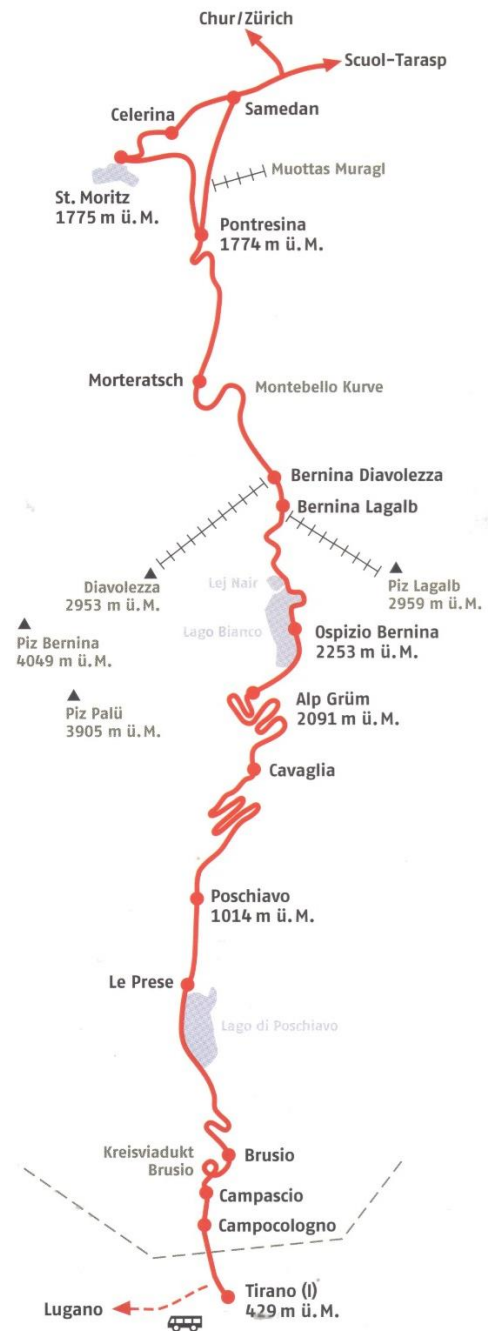 Chur/Zürich
Scuol-Tarasp
Celerina
Samedan
Muottas Muragl
St. Moritz
1775 m ü. M.
Pontresina
1774 m ü. M.
Morteratsch
Montebello Kurve
Bernina Diavolezza
Bernina Lagalb
Diavolezza
2953 m ü. M.
Lej Nair
Piz Lagalb
2959 m ü. M.
Piz Bernina
4049 m ü. M.
Lago Bianco
Ospizio Bernina
2253 m ü. M.
Piz Palü
3905 m ü. M.
Alp Grüm
2091 m ü. M.
Cavaglia
Poschiavo
1014 m ü. M.
Le Prese
Lago di Poschiavo
Kreisviadukt
Brusio
Brusio
Campascio
Campocologno
Tirano (I)
429 m ü. M.
Lugano